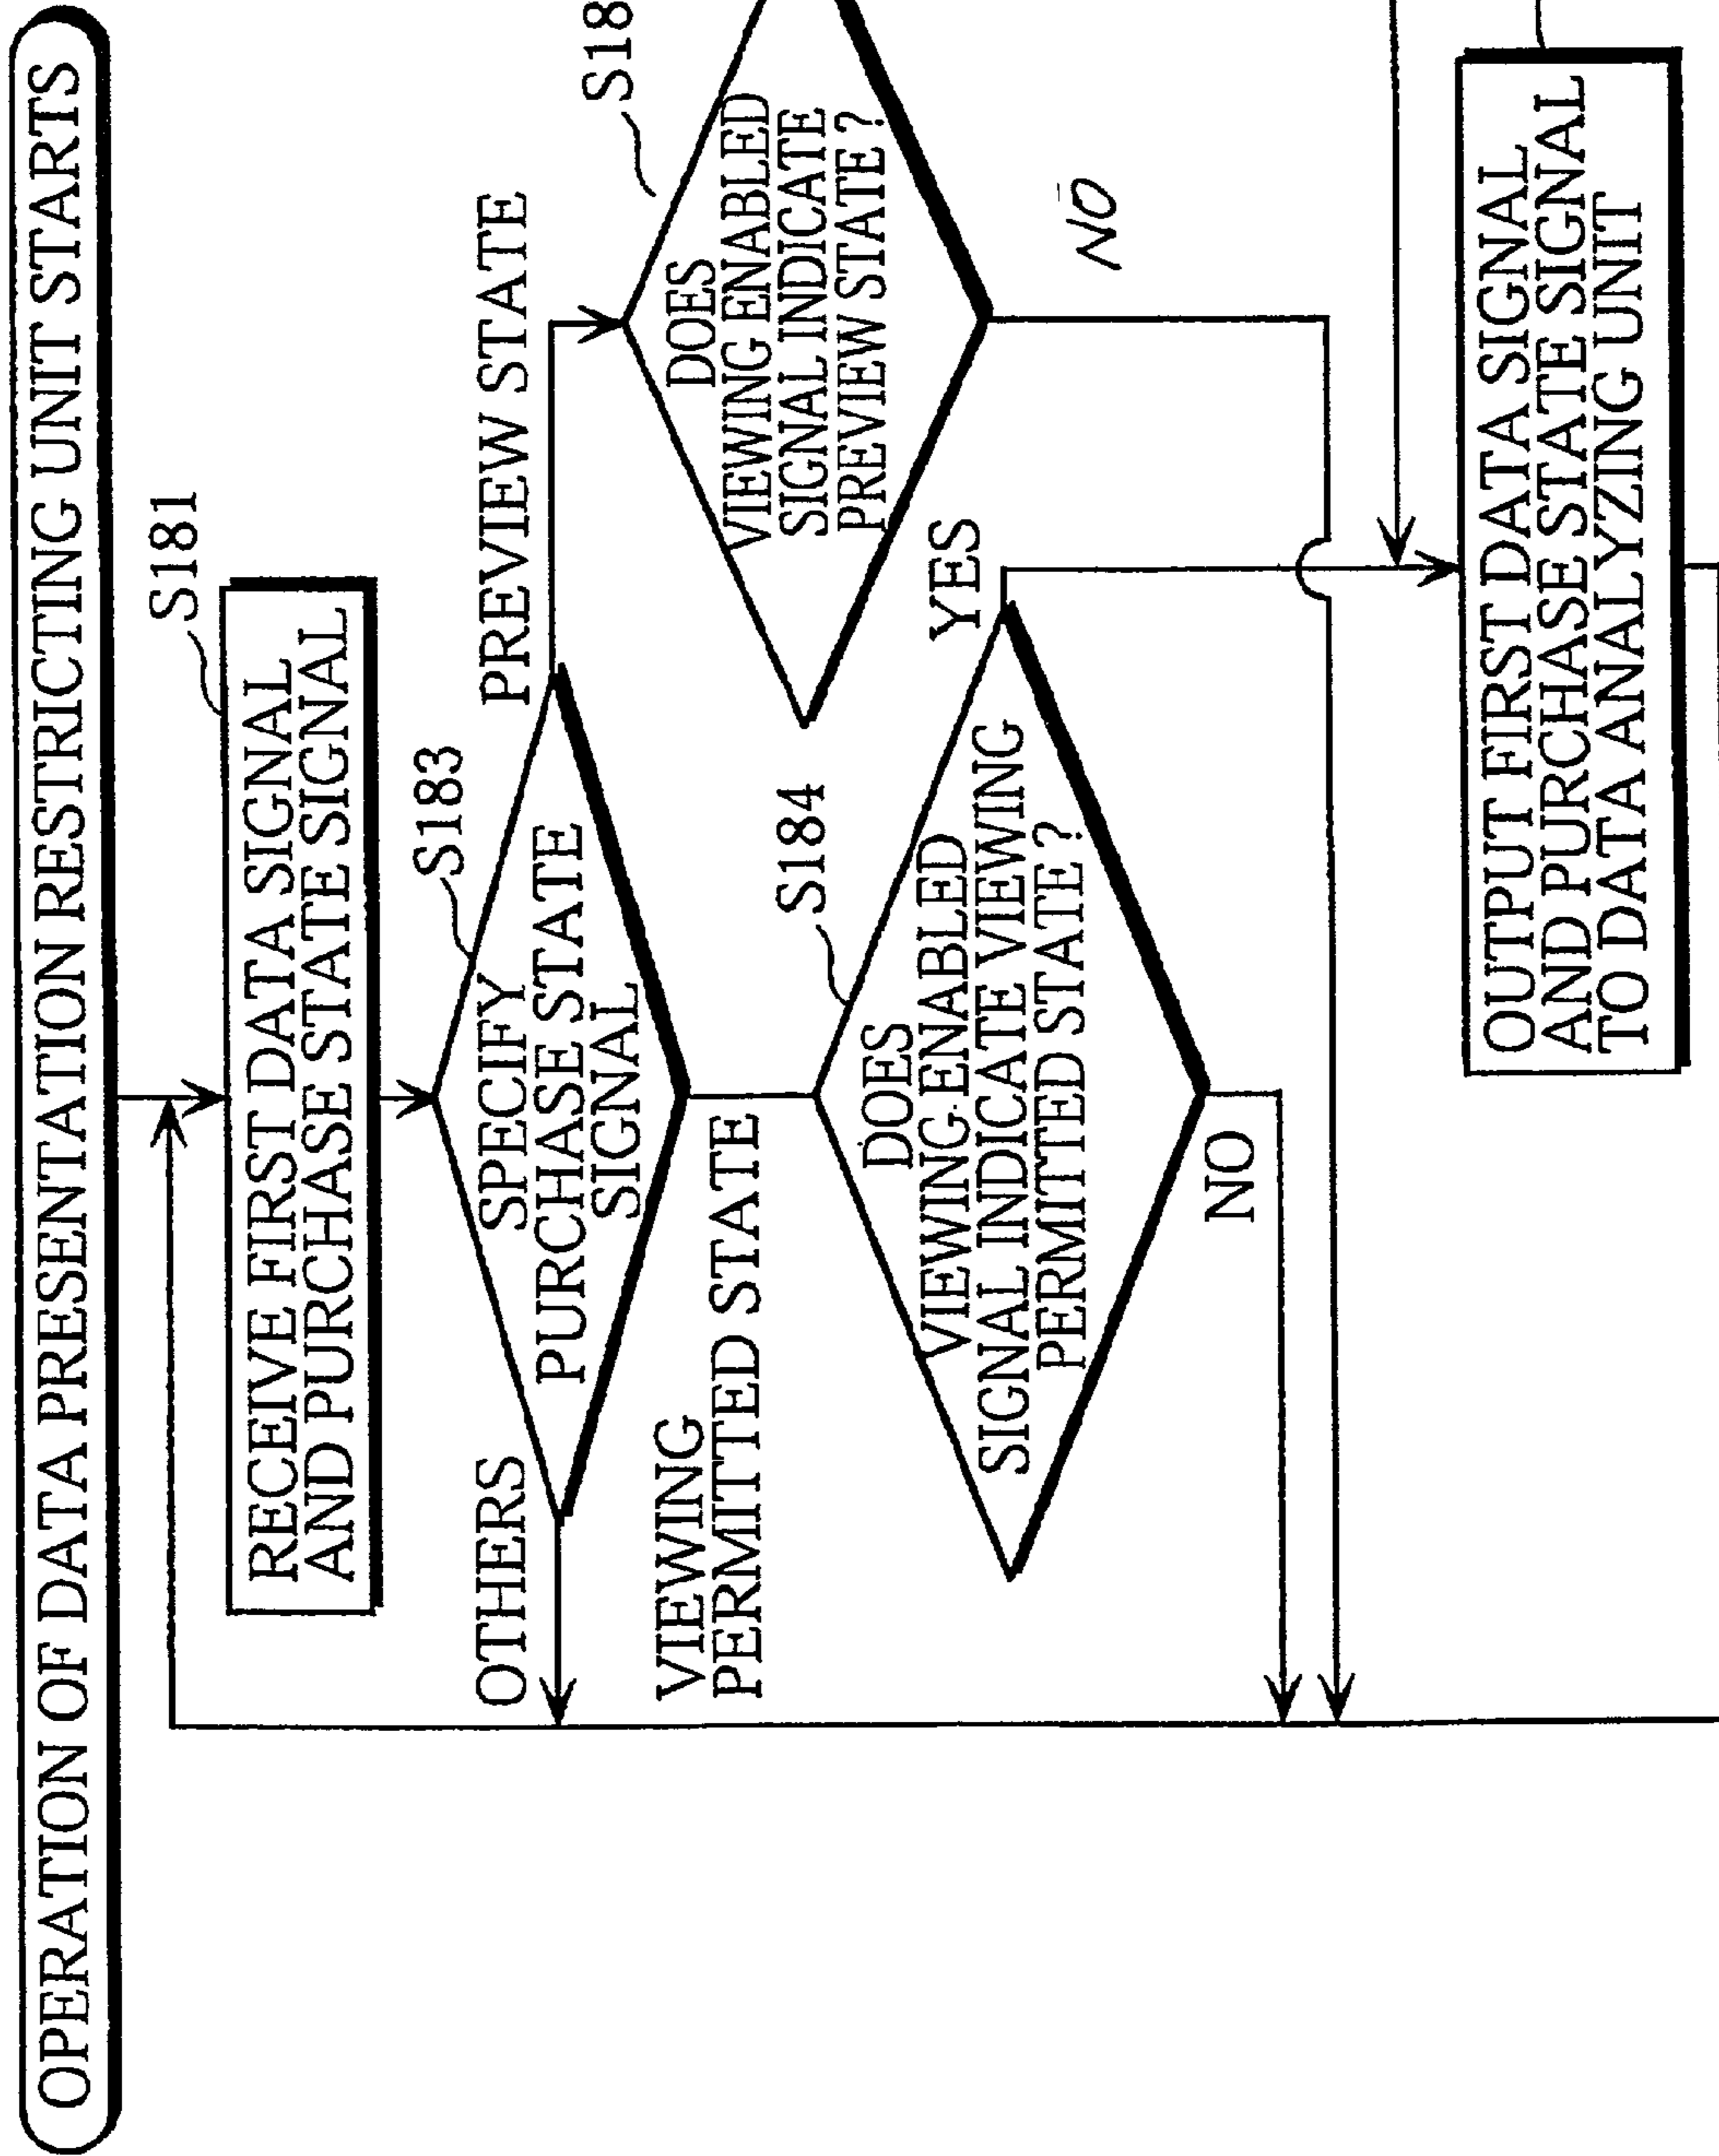 OPERATION OF DATA PRESENTATION RESTRICTING UNIT STARTS
S181
RECEIVE FIRST DATA SIGNAL
AND PURCHASE STATE SIGNAL
S183
SPECIFY
PURCHASE STATE
SIGNAL
OTHERS
PREVIEW STATE
VIEWING
PERMITTED STATE
S184
DOES
VIEWING ENABLED
SIGNAL INDICATE VIEWING
PERMITTED STATE?
YES
NO
S18
DOES
VIEWING ENABLED
SIGNAL INDICATE
PREVIEW STATE?
NO
OUTPUT FIRST DATA SIGNAL
AND PURCHASE STATE SIGNAL
TO DATA ANALYZING UNIT